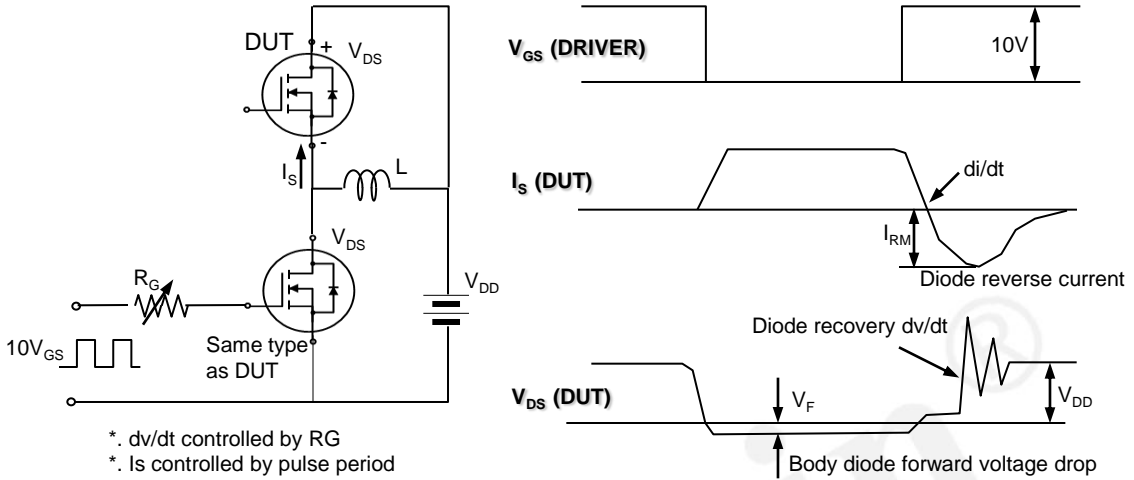 DUT
+
V_DS
-
I_S
L
V_DS
R_G
V_DD
10V_GS
Same type
as DUT
*. dv/dt controlled by RG
*. Is controlled by pulse period
V_GS (DRIVER)
10V
I_S (DUT)
di/dt
I_RM
Diode reverse current
Diode recovery dv/dt
V_DS (DUT)
V_F
V_DD
Body diode forward voltage drop